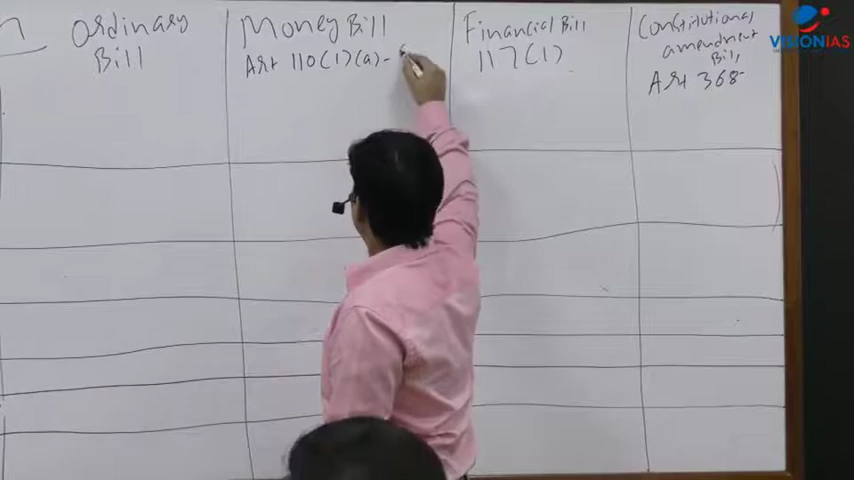 Ordinary
Bill
Money Bill
Art 110(1)(a)-
Financial Bill
117(1)
Constitutional
amendment
Bill
Art 368
VISIONIAS